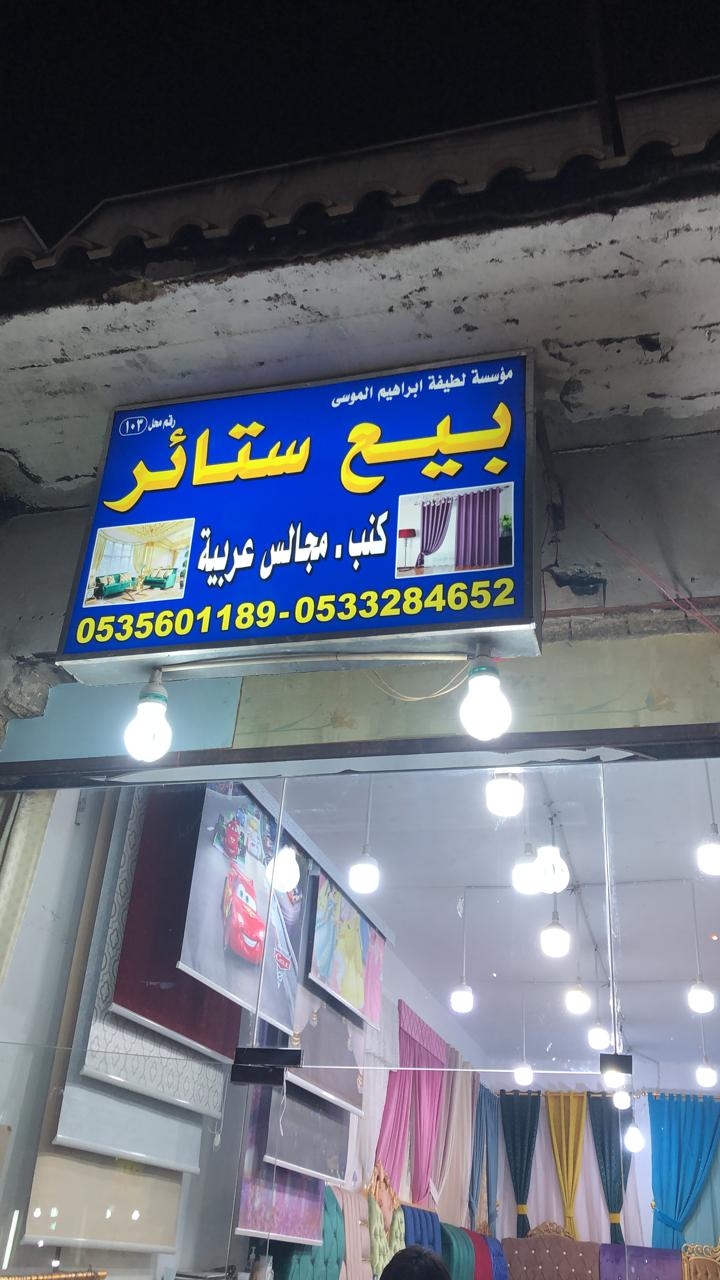 مؤسسة لطيفة ابراهيم الموسى
رقم محل ١٠٣
بيع ستائر
كنب . مجالس عربية
0535601189-0533284652